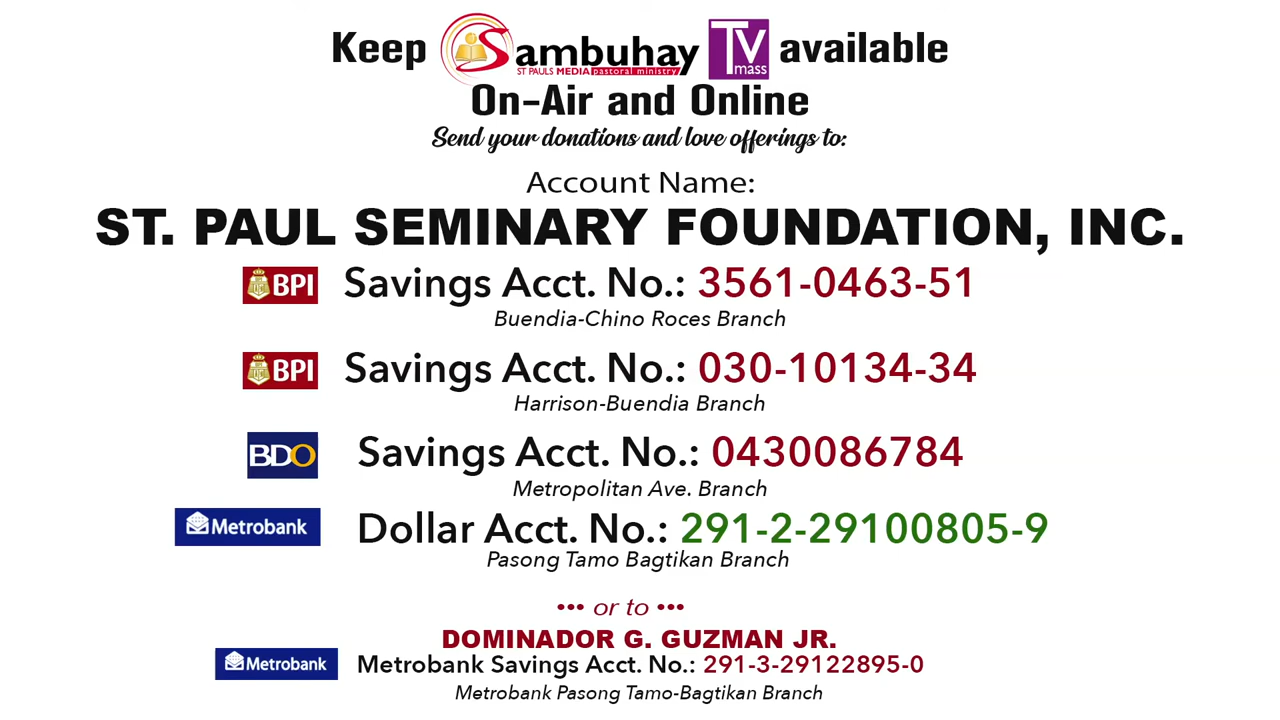 Keep Sambuhay TV mass available
ST PAULS MEDIA pastoral ministry
On-Air and Online
Send your donations and love offerings to:
Account Name:
ST. PAUL SEMINARY FOUNDATION, INC.
BPI Savings Acct. No.: 3561-0463-51
Buendia-Chino Roces Branch
BPI Savings Acct. No.: 030-10134-34
Harrison-Buendia Branch
BDO Savings Acct. No.: 0430086784
Metropolitan Ave. Branch
Metrobank Dollar Acct. No.: 291-2-29100805-9
Pasong Tamo Bagtikan Branch
••• or to •••
DOMINADOR G. GUZMAN JR.
Metrobank Metrobank Savings Acct. No.: 291-3-29122895-0
Metrobank Pasong Tamo-Bagtikan Branch